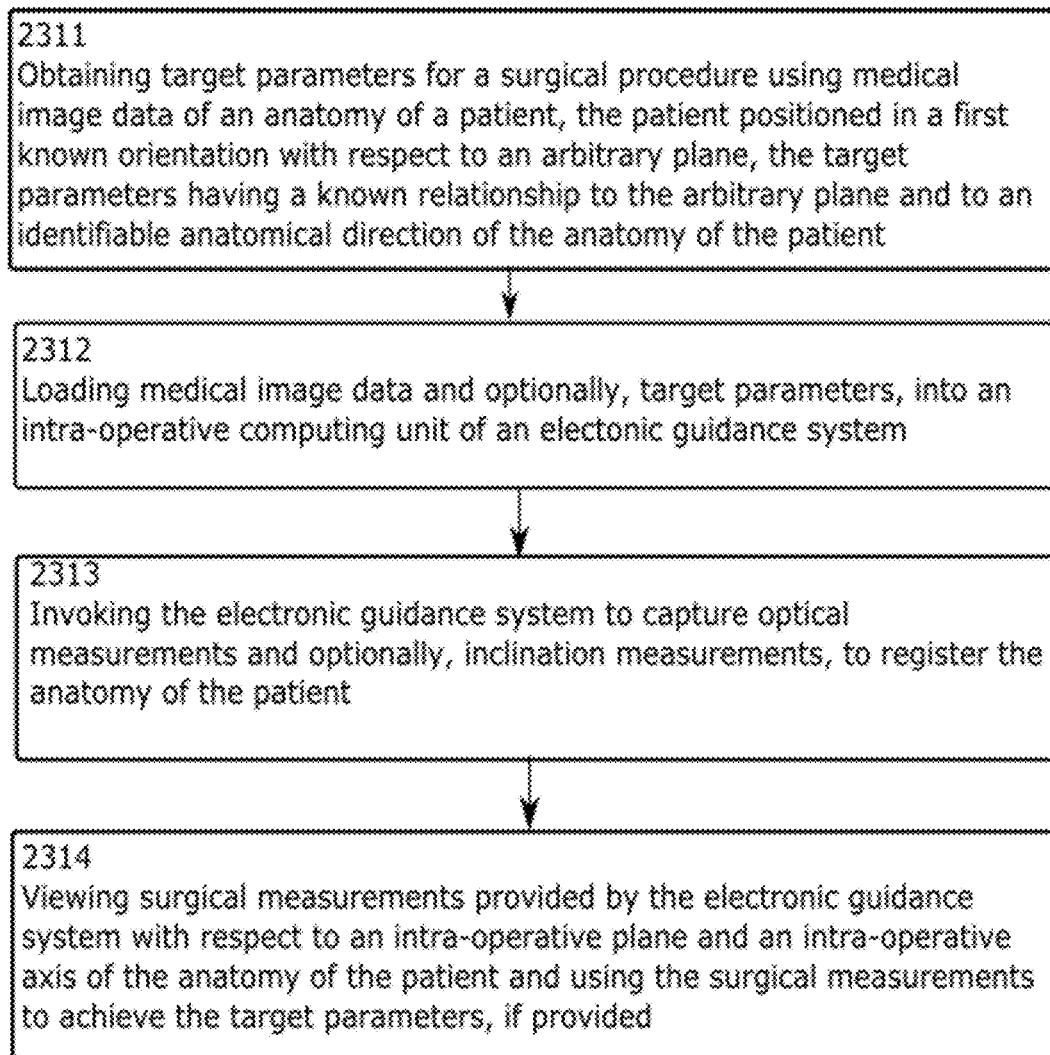 2311
Obtaining target parameters for a surgical procedure using medical
image data of an anatomy of a patient, the patient positioned in a first
known orientation with respect to an arbitrary plane, the target
parameters having a known relationship to the arbitrary plane and to an
identifiable anatomical direction of the anatomy of the patient
2312
Loading medical image data and optionally, target parameters, into an
intra-operative computing unit of an electonic guidance system
2313
Invoking the electronic guidance system to capture optical
measurements and optionally, inclination measurements, to register the
anatomy of the patient
2314
Viewing surgical measurements provided by the electronic guidance
system with respect to an intra-operative plane and an intra-operative
axis of the anatomy of the patient and using the surgical measurements
to achieve the target parameters, if provided